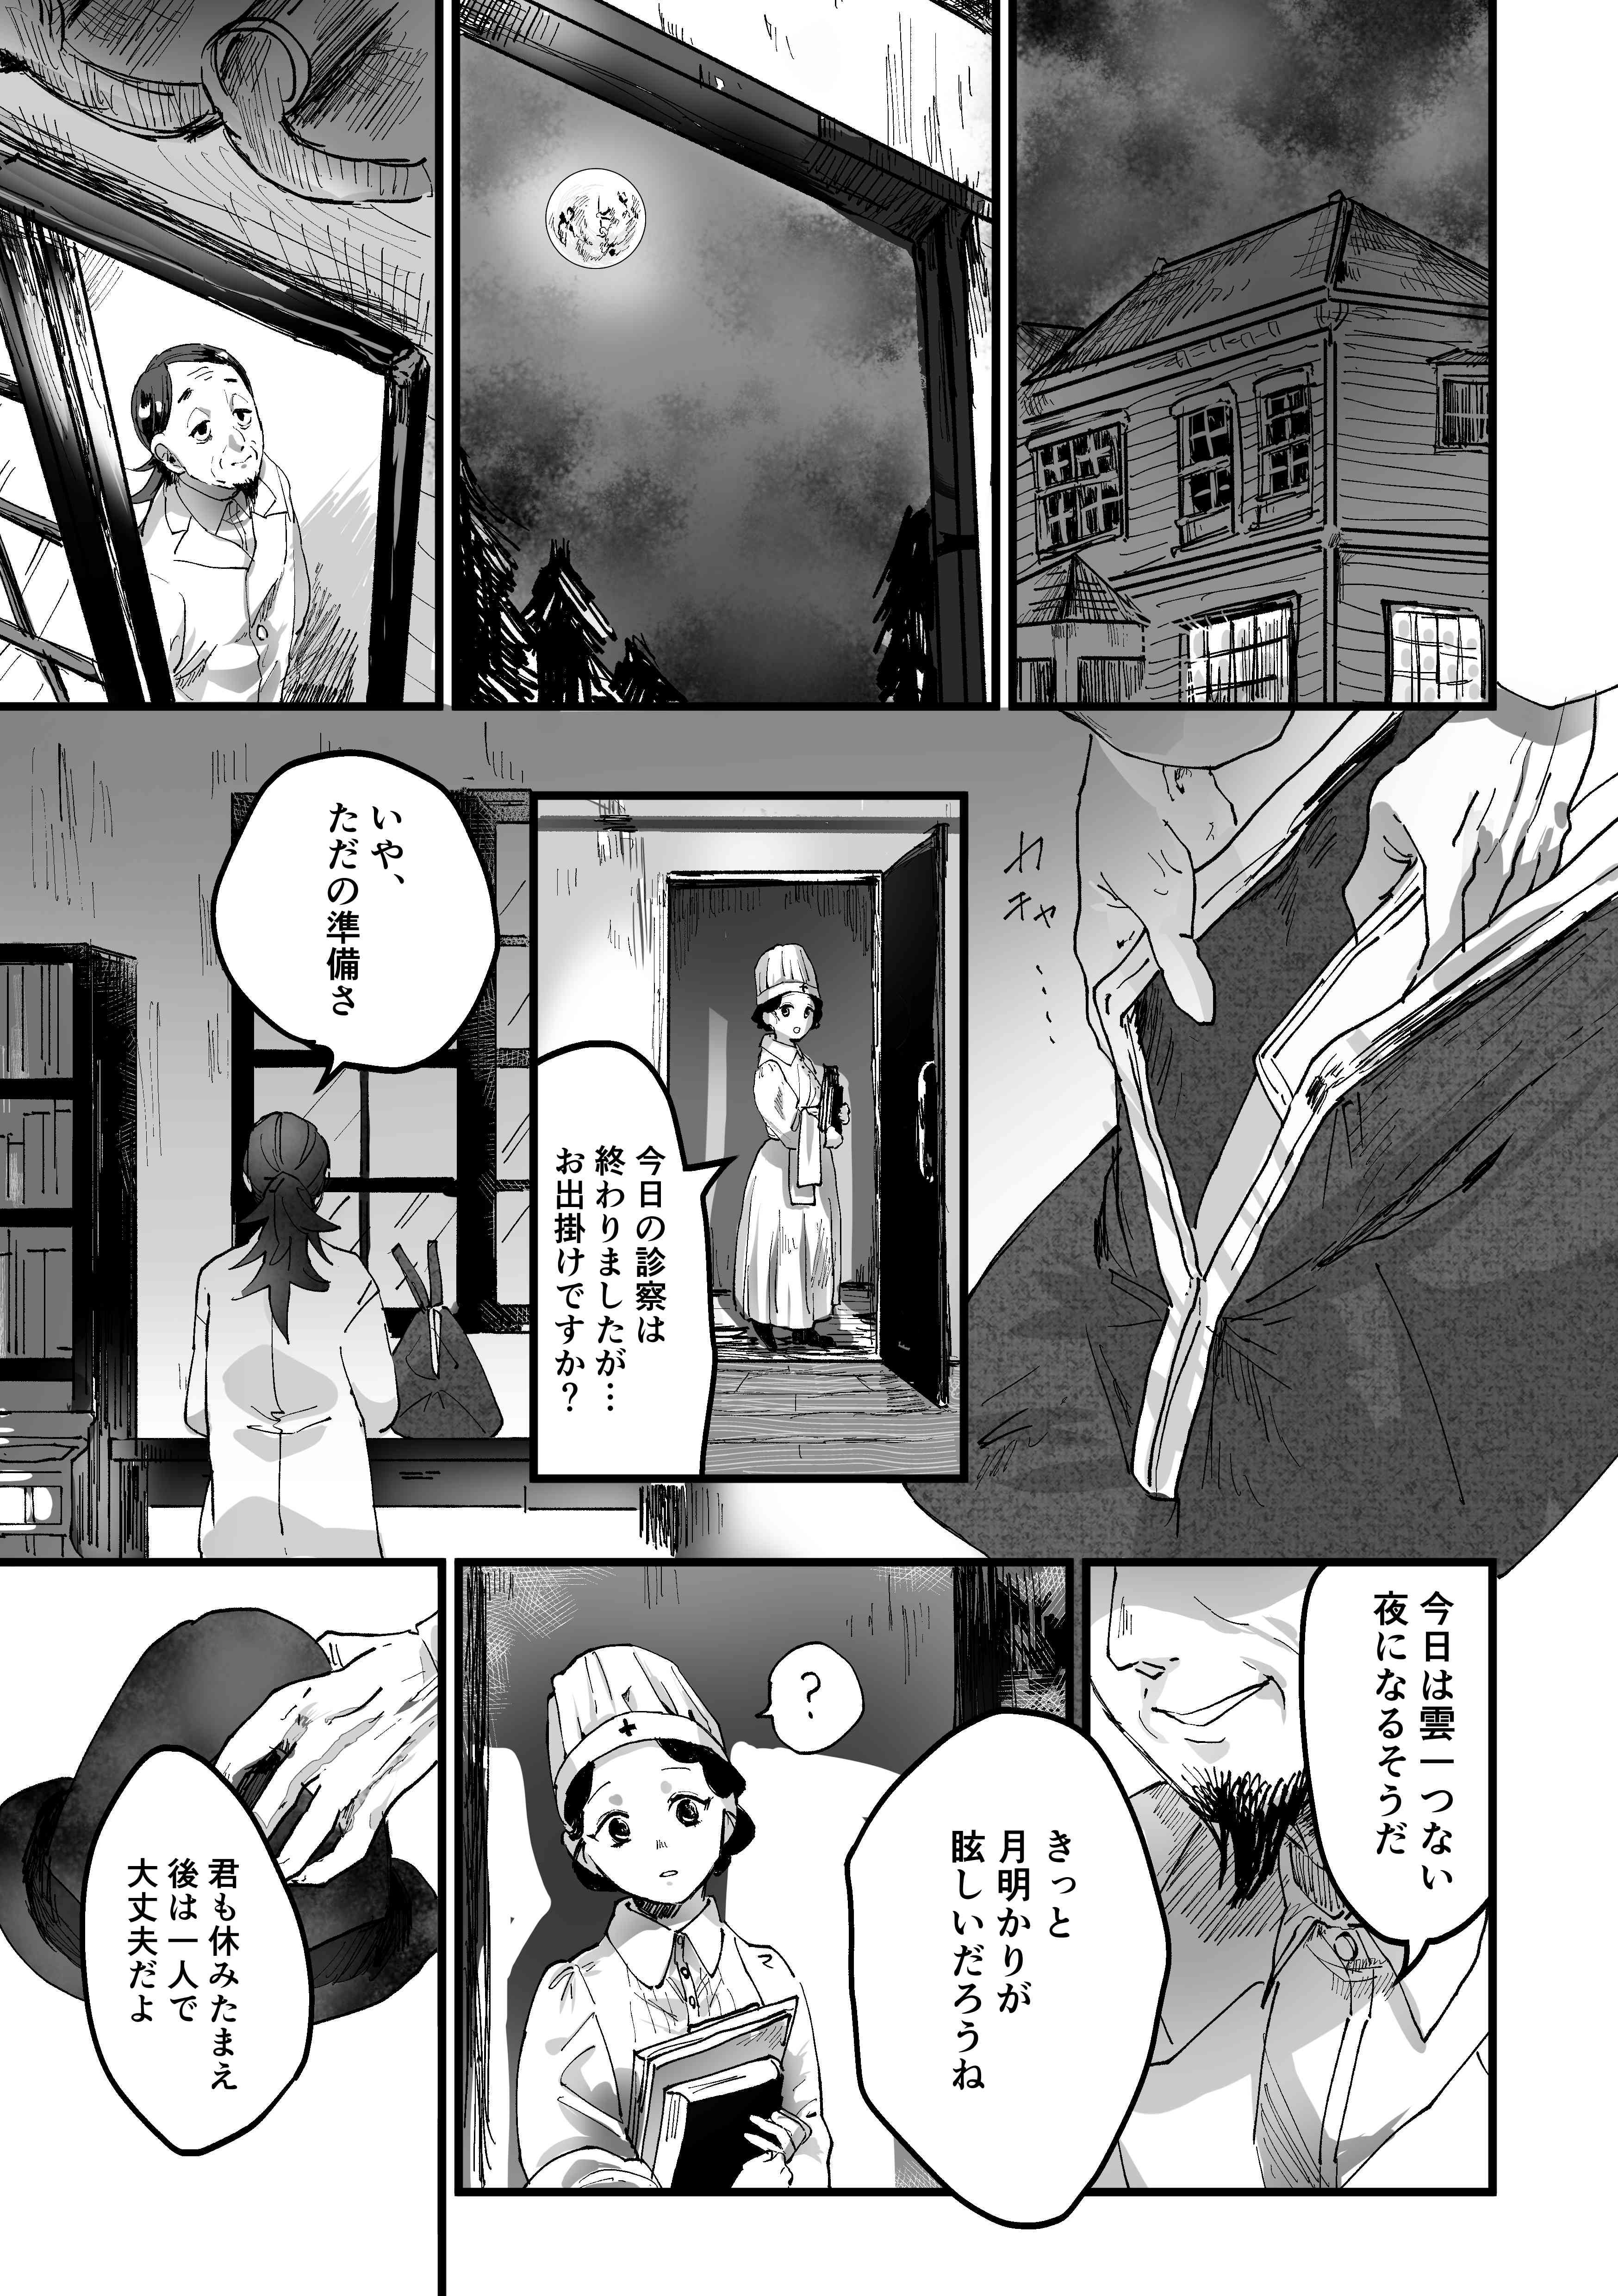 カチャ…
今日の診察は
終わりましたが…
お出掛けですか？
いや、
ただの準備さ
今日は雲一つない
夜になるそうだ
きっと
月明かりが
眩しいだろうね
？
君も休みたまえ
後は一人で
大丈夫だよ